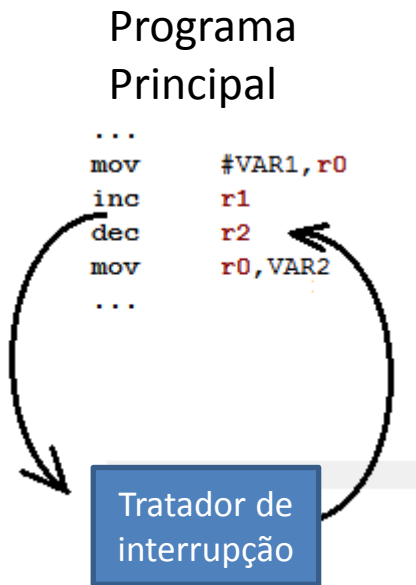 Programa
Principal
...
mov #VAR1,r0
inc r1
dec r2
mov r0,VAR2
...
Tratador de
interrupção